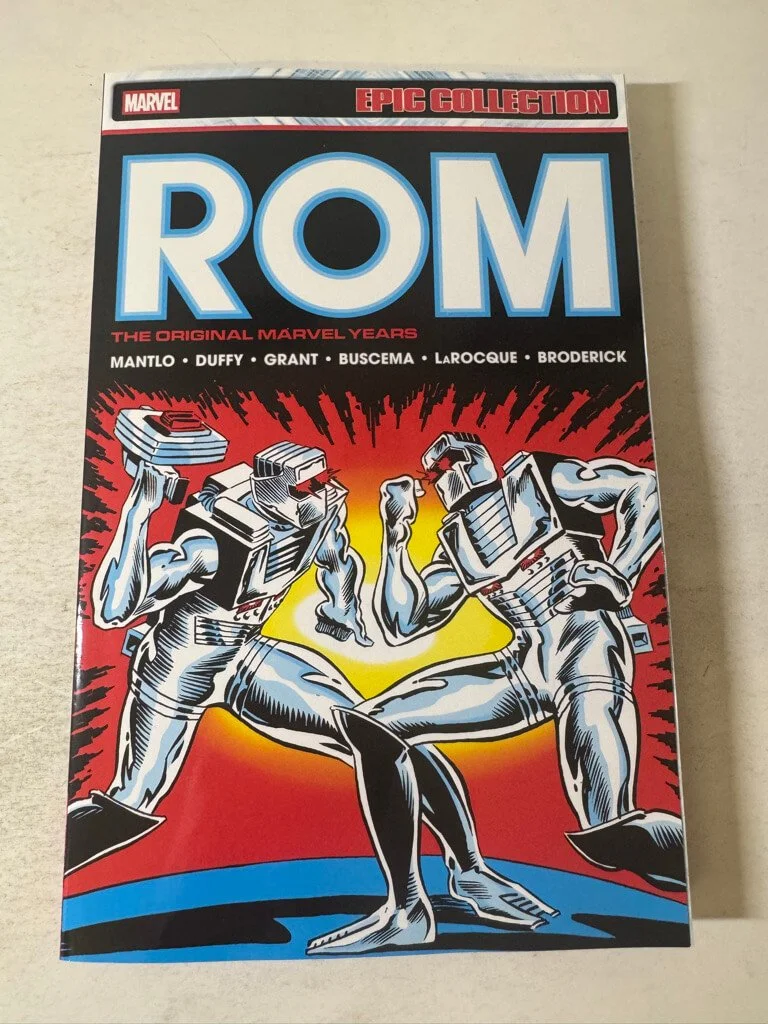 MARVEL
EPIC COLLECTION
ROM
THE ORIGINAL MARVEL YEARS
MANTLO • DUFFY • GRANT • BUSCEMA • LaROCQUE • BRODERICK